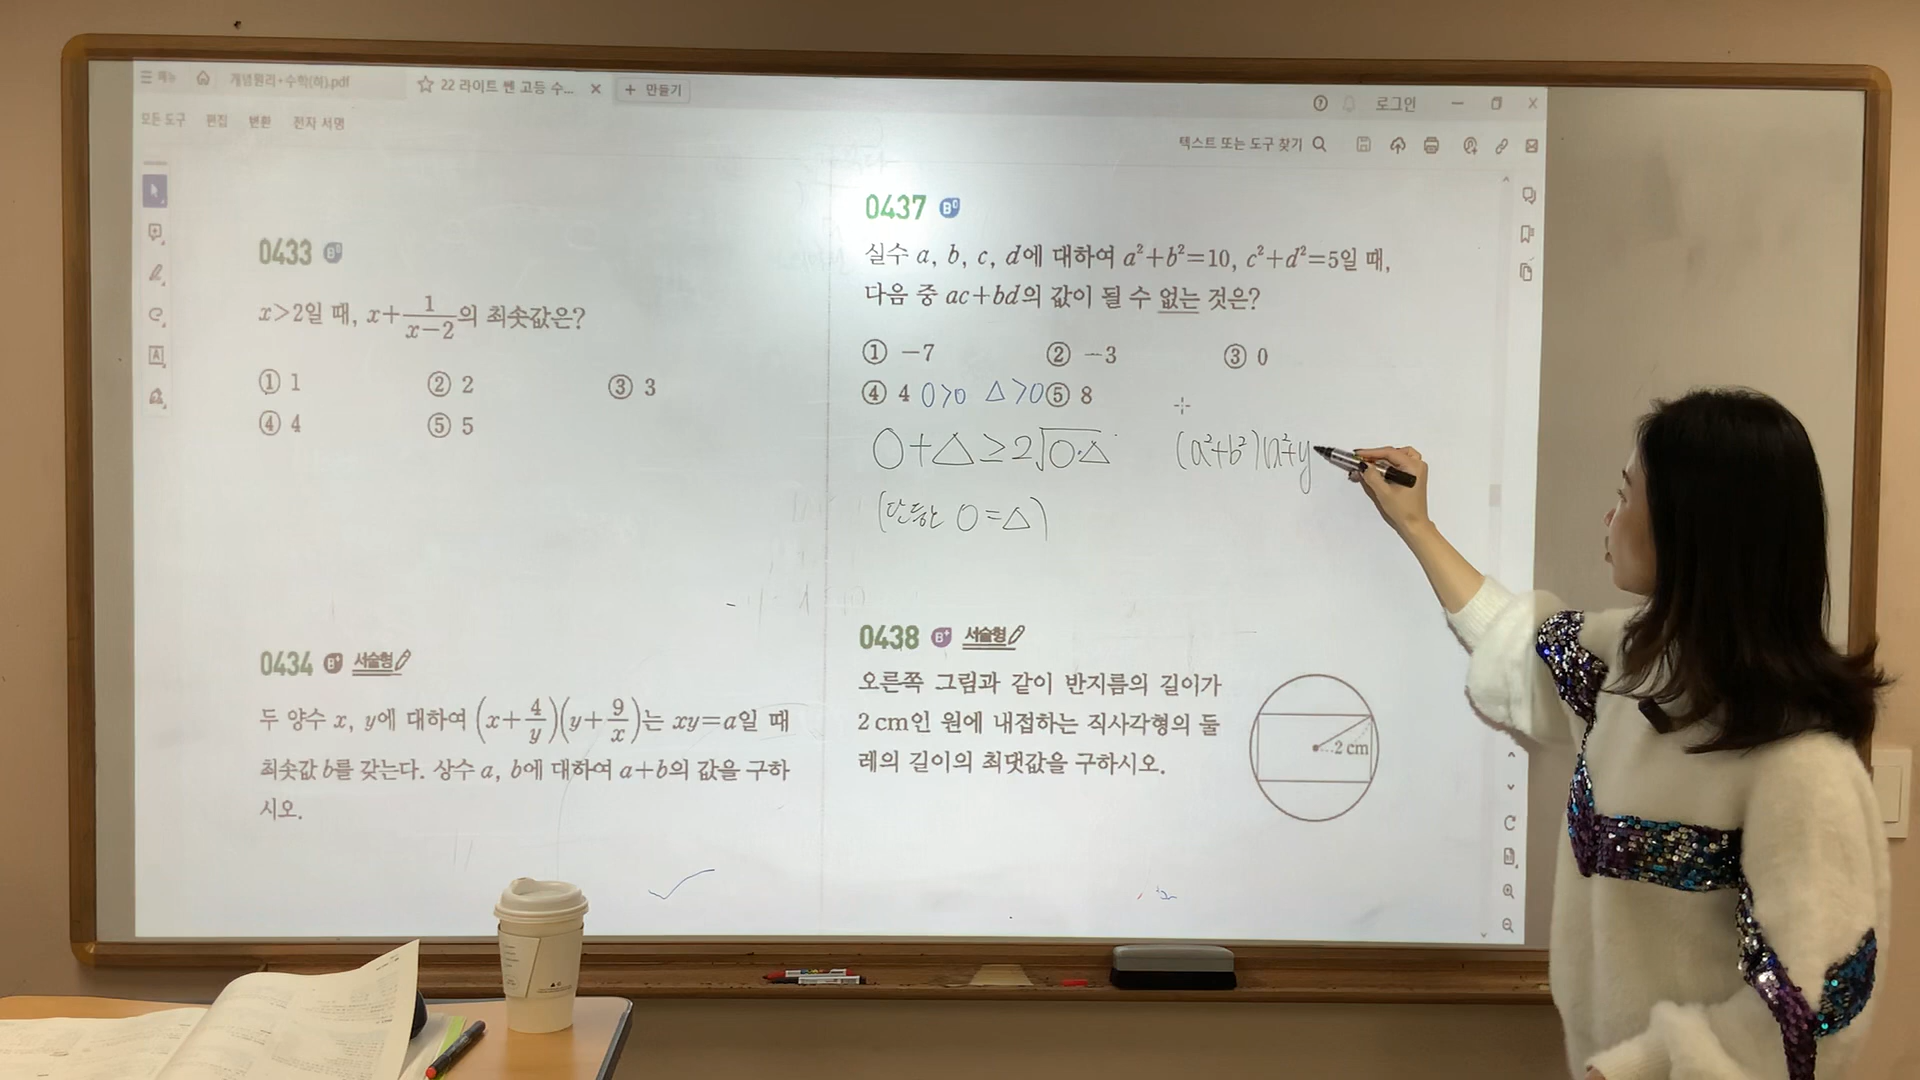 메뉴 개념원리+수학(하).pdf 22 라이트 쎈 고등 수... × + 만들기 로그인
모든 도구 편집 변환 전자 서명
텍스트 또는 도구 찾기
0433 B⁰
x>2일 때, x+1/(x-2)의 최솟값은?
① 1 ② 2 ③ 3
④ 4 ⑤ 5
0434 B⁺ 서술형
두 양수 x, y에 대하여 (x+4/y)(y+9/x)는 xy=a일 때
최솟값 b를 갖는다. 상수 a, b에 대하여 a+b의 값을 구하
시오.
0437 B⁰
실수 a, b, c, d에 대하여 a²+b²=10, c²+d²=5일 때,
다음 중 ac+bd의 값이 될 수 없는 것은?
① -7 ② -3 ③ 0
④ 4 ○>0 △>0 ⑤ 8
○+△≥2√○·△
(단 등호 ○=△)
(a²+b²)(x²+y
0438 B⁺ 서술형
오른쪽 그림과 같이 반지름의 길이가
2 cm인 원에 내접하는 직사각형의 둘
레의 길이의 최댓값을 구하시오.
2 cm